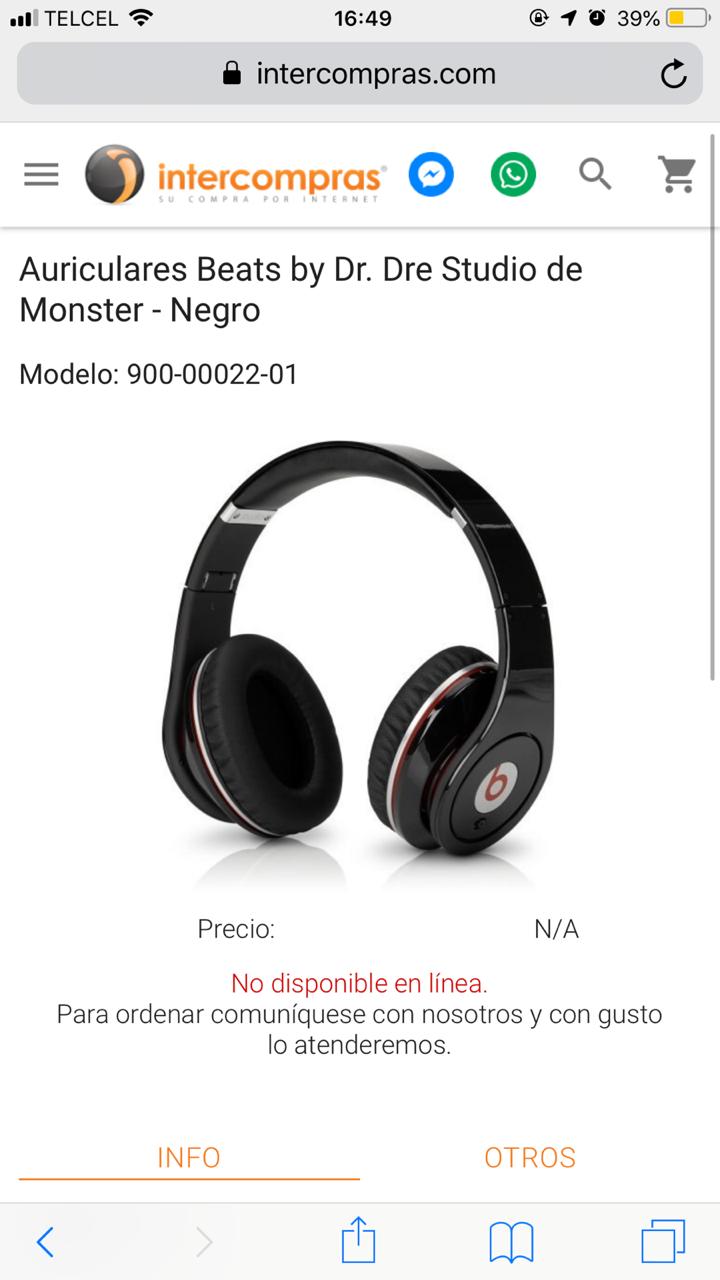 TELCEL 16:49 39%
intercompras.com
intercompras®
SU COMPRA POR INTERNET
Auriculares Beats by Dr. Dre Studio de
Monster - Negro
Modelo: 900-00022-01
b
Precio: N/A
No disponible en línea.
Para ordenar comuníquese con nosotros y con gusto
lo atenderemos.
INFO OTROS